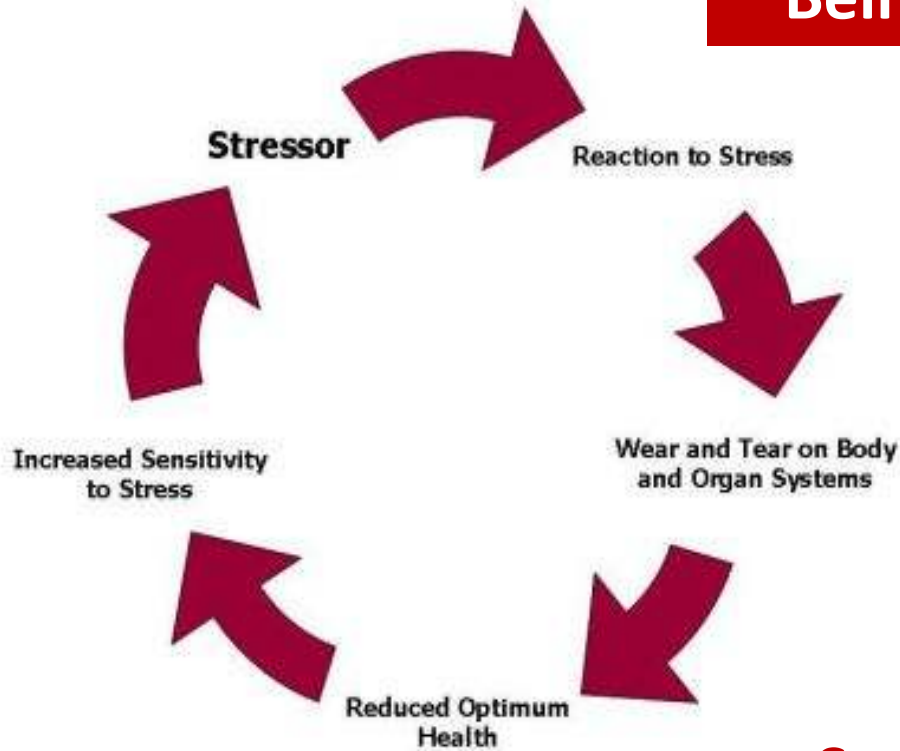 Stressor
Reaction to Stress
Wear and Tear on Body
and Organ Systems
Reduced Optimum
Health
Increased Sensitivity
to Stress